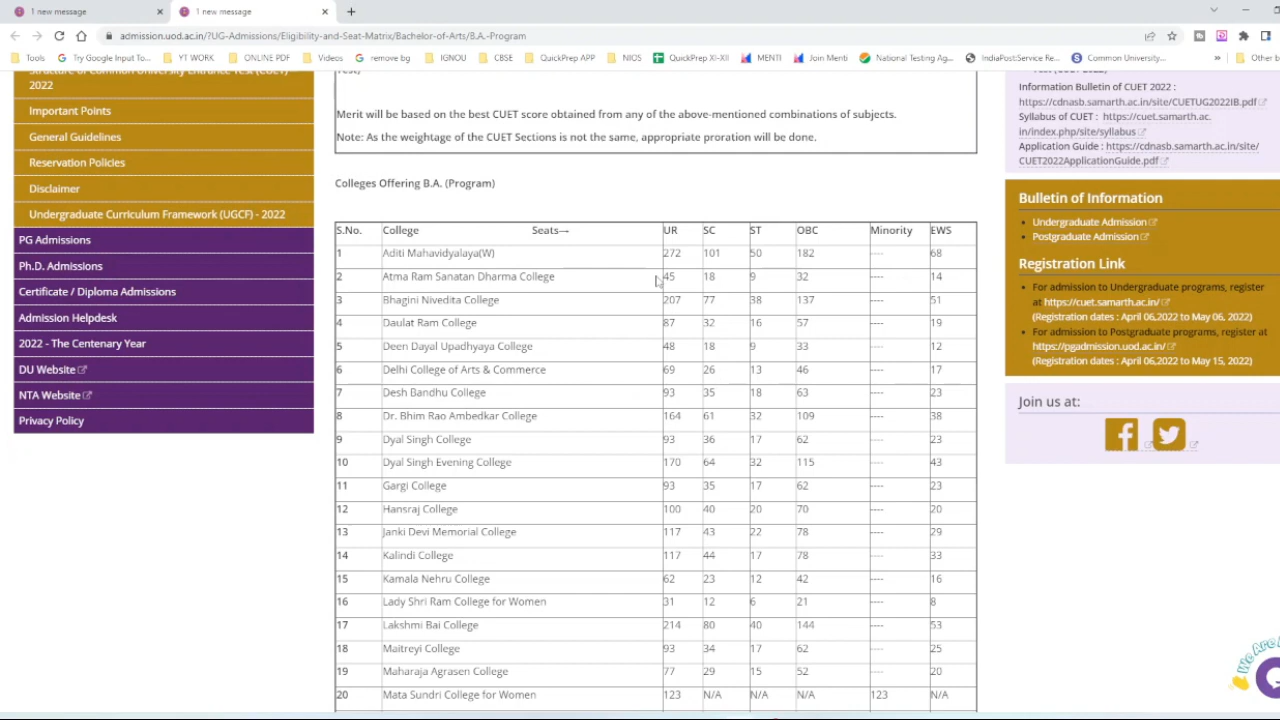 1 new message
1 new message
admission.uod.ac.in/?UG-Admissions/Eligibility-and-Seat-Matrix/Bachelor-of-Arts/B.A.-Program
Tools Try Google Input To... YT WORK ONLINE PDF Videos remove bg IGNOU CBSE QuickPrep APP NIOS QuickPrep XI-XII MENTI Join Menti National Testing Ag... IndiaPost:Service Re... Common University... » Other b
Structure of Common University Entrance Test (CUET)
2022
Important Points
General Guidelines
Reservation Policies
Disclaimer
Undergraduate Curriculum Framework (UGCF) - 2022
PG Admissions
Ph.D. Admissions
Certificate / Diploma Admissions
Admission Helpdesk
2022 - The Centenary Year
DU Website
NTA Website
Privacy Policy
Test)
Merit will be based on the best CUET score obtained from any of the above-mentioned combinations of subjects.
Note: As the weightage of the CUET Sections is not the same, appropriate proration will be done.
Colleges Offering B.A. (Program)
S.No. College Seats→ UR SC ST OBC Minority EWS
1 Aditi Mahavidyalaya(W) 272 101 50 182 ---- 68
2 Atma Ram Sanatan Dharma College 45 18 9 32 ---- 14
3 Bhagini Nivedita College 207 77 38 137 ---- 51
4 Daulat Ram College 87 32 16 57 ---- 19
5 Deen Dayal Upadhyaya College 48 18 9 33 ---- 12
6 Delhi College of Arts & Commerce 69 26 13 46 ---- 17
7 Desh Bandhu College 93 35 18 63 ---- 23
8 Dr. Bhim Rao Ambedkar College 164 61 32 109 ---- 38
9 Dyal Singh College 93 36 17 62 ---- 23
10 Dyal Singh Evening College 170 64 32 115 ---- 43
11 Gargi College 93 35 17 62 ---- 23
12 Hansraj College 100 40 20 70 ---- 20
13 Janki Devi Memorial College 117 43 22 78 ---- 29
14 Kalindi College 117 44 17 78 ---- 33
15 Kamala Nehru College 62 23 12 42 ---- 16
16 Lady Shri Ram College for Women 31 12 6 21 ---- 8
17 Lakshmi Bai College 214 80 40 144 ---- 53
18 Maitreyi College 93 34 17 62 ---- 25
19 Maharaja Agrasen College 77 29 15 52 ---- 20
20 Mata Sundri College for Women 123 N/A N/A N/A 123 N/A
Information Bulletin of CUET 2022 :
https://cdnasb.samarth.ac.in/site/CUETUG2022IB.pdf
Syllabus of CUET : https://cuet.samarth.ac.
in/index.php/site/syllabus
Application Guide : https://cdnasb.samarth.ac.in/site/
CUET2022ApplicationGuide.pdf
Bulletin of Information
• Undergraduate Admission
• Postgraduate Admission
Registration Link
• For admission to Undergraduate programs, register
at https://cuet.samarth.ac.in/
(Registration dates : April 06,2022 to May 06, 2022)
• For admission to Postgraduate programs, register at
https://pgadmission.uod.ac.in/
(Registration dates : April 06,2022 to May 15, 2022)
Join us at:
We Are